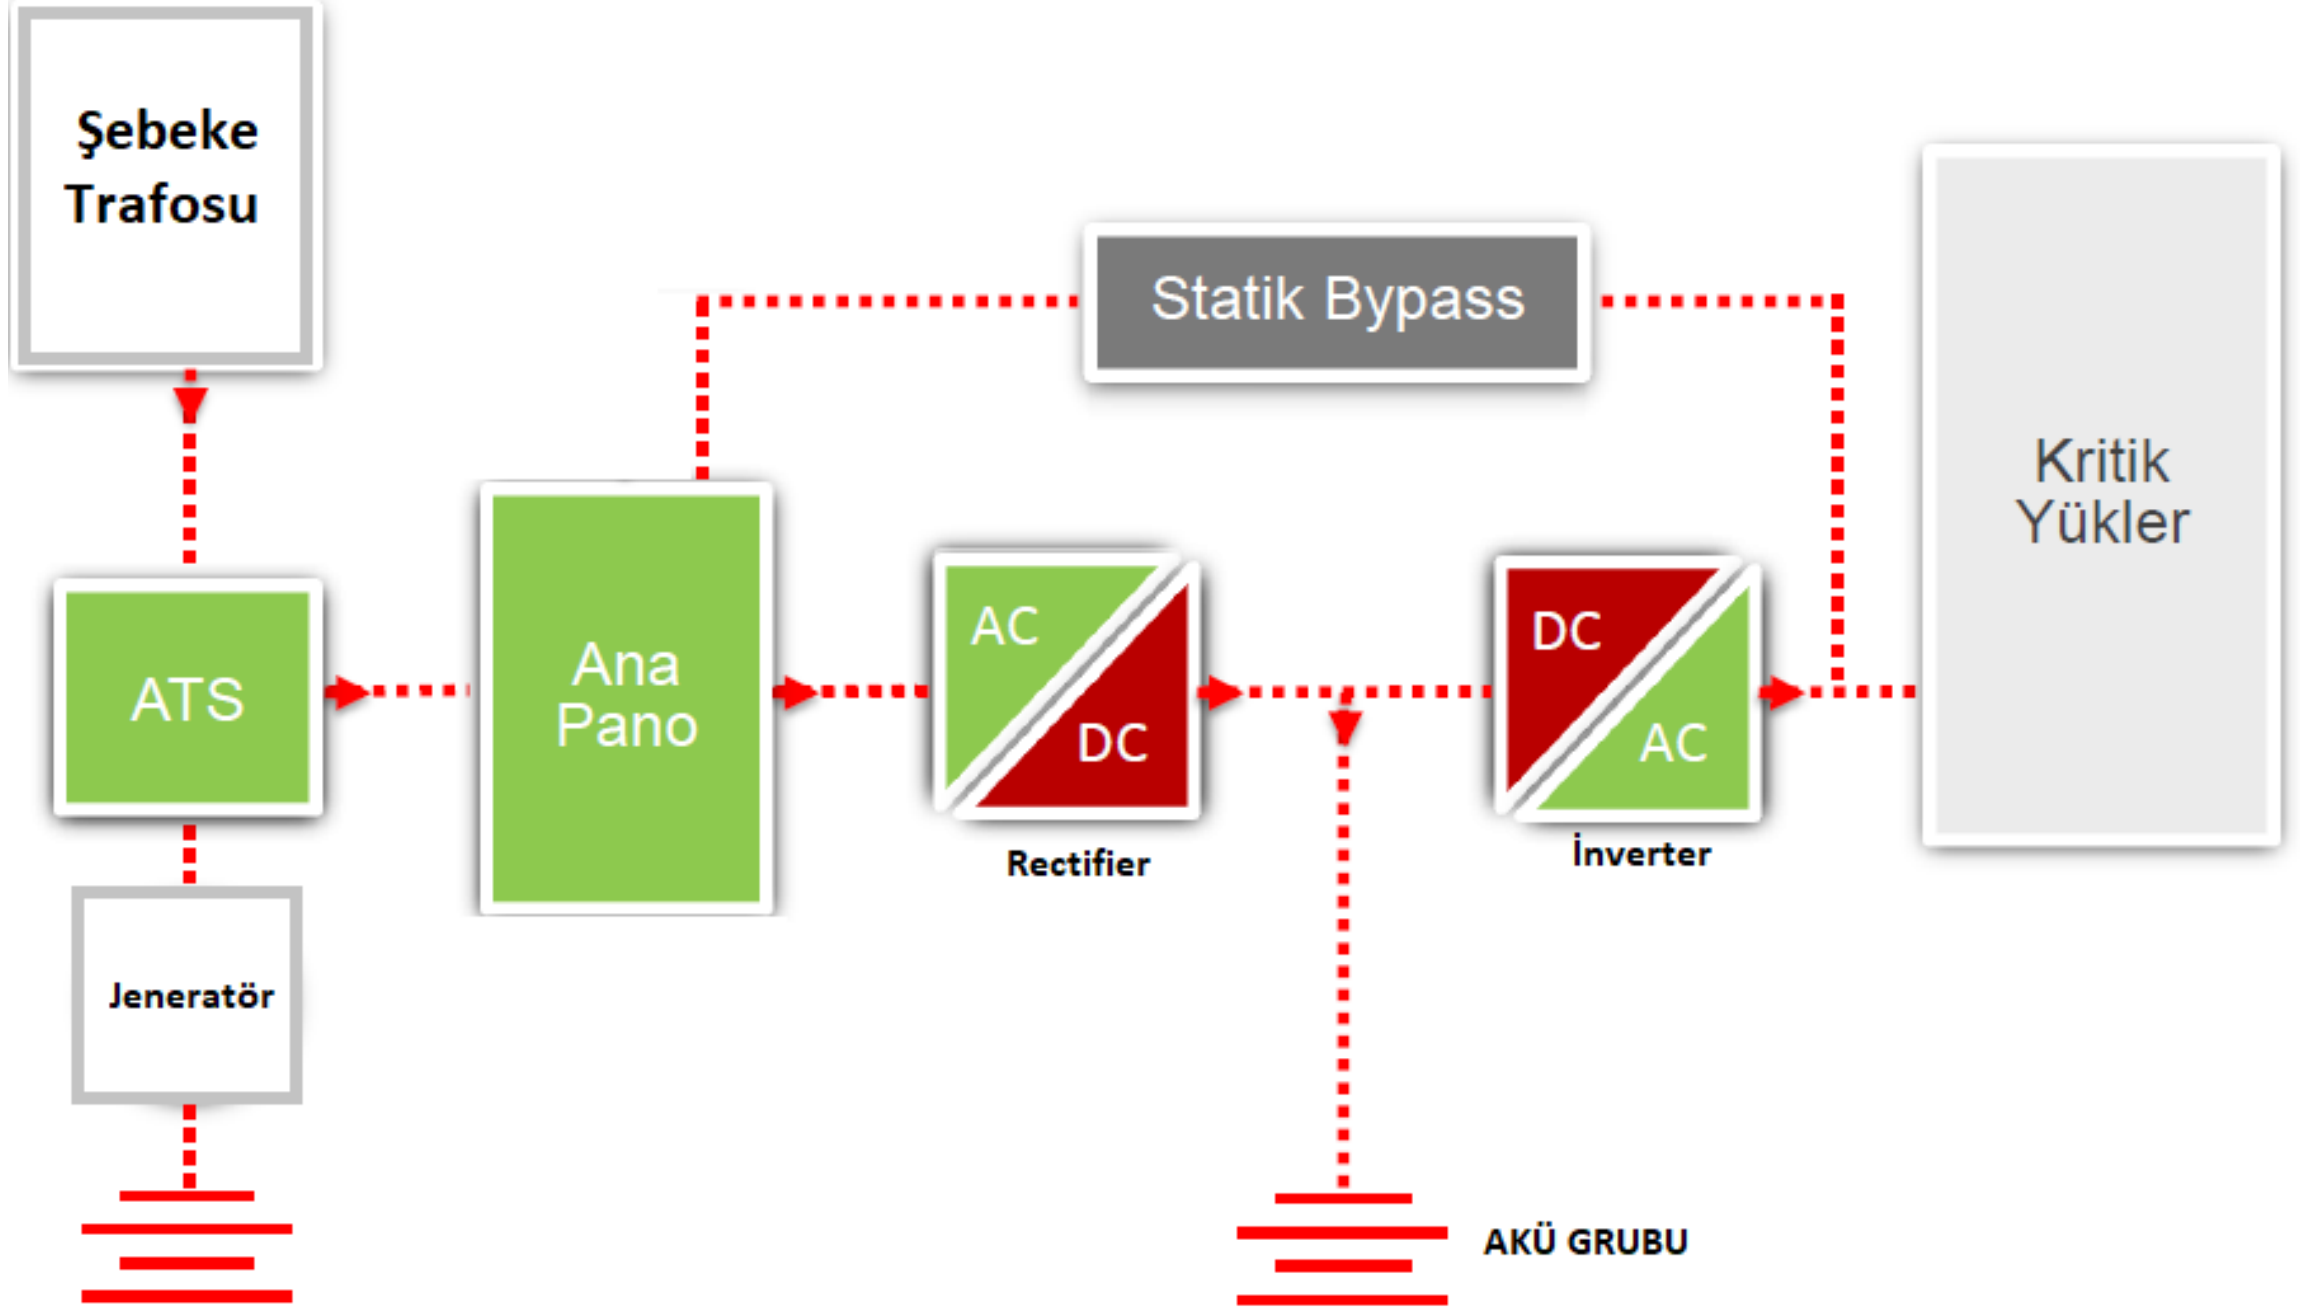 Şebeke
Trafosu
Statik Bypass
Kritik
Yükler
ATS
Ana
Pano
AC
DC
Rectifier
DC
AC
İnverter
Jeneratör
AKÜ GRUBU